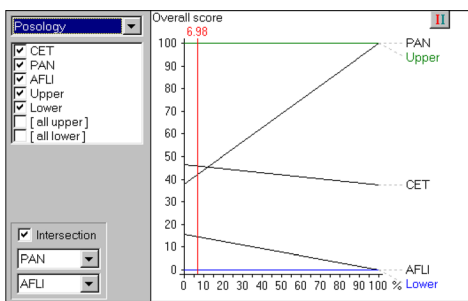 Posology
CET
PAN
AFLI
Upper
Lower
[ all upper ]
[ all lower ]
Intersection
PAN
AFLI
Overall score
6.98
100
90
80
70
60
50
40
30
20
10
0
0 10 20 30 40 50 60 70 80 90 100 %
PAN
Upper
CET
AFLI
Lower